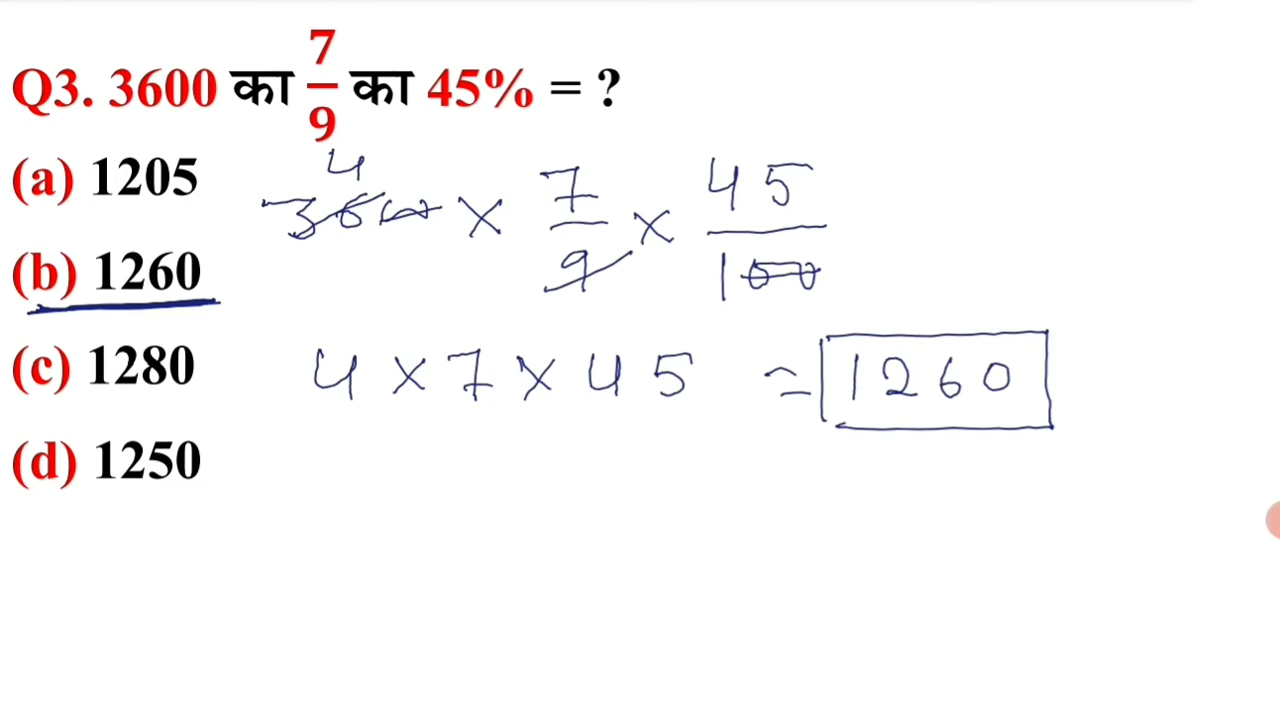 Q3. 3600 का 7/9 का 45% = ?
(a) 1205
4
3600 × 7/9 × 45/100
(b) 1260
(c) 1280
4 × 7 × 45 = 1260
(d) 1250